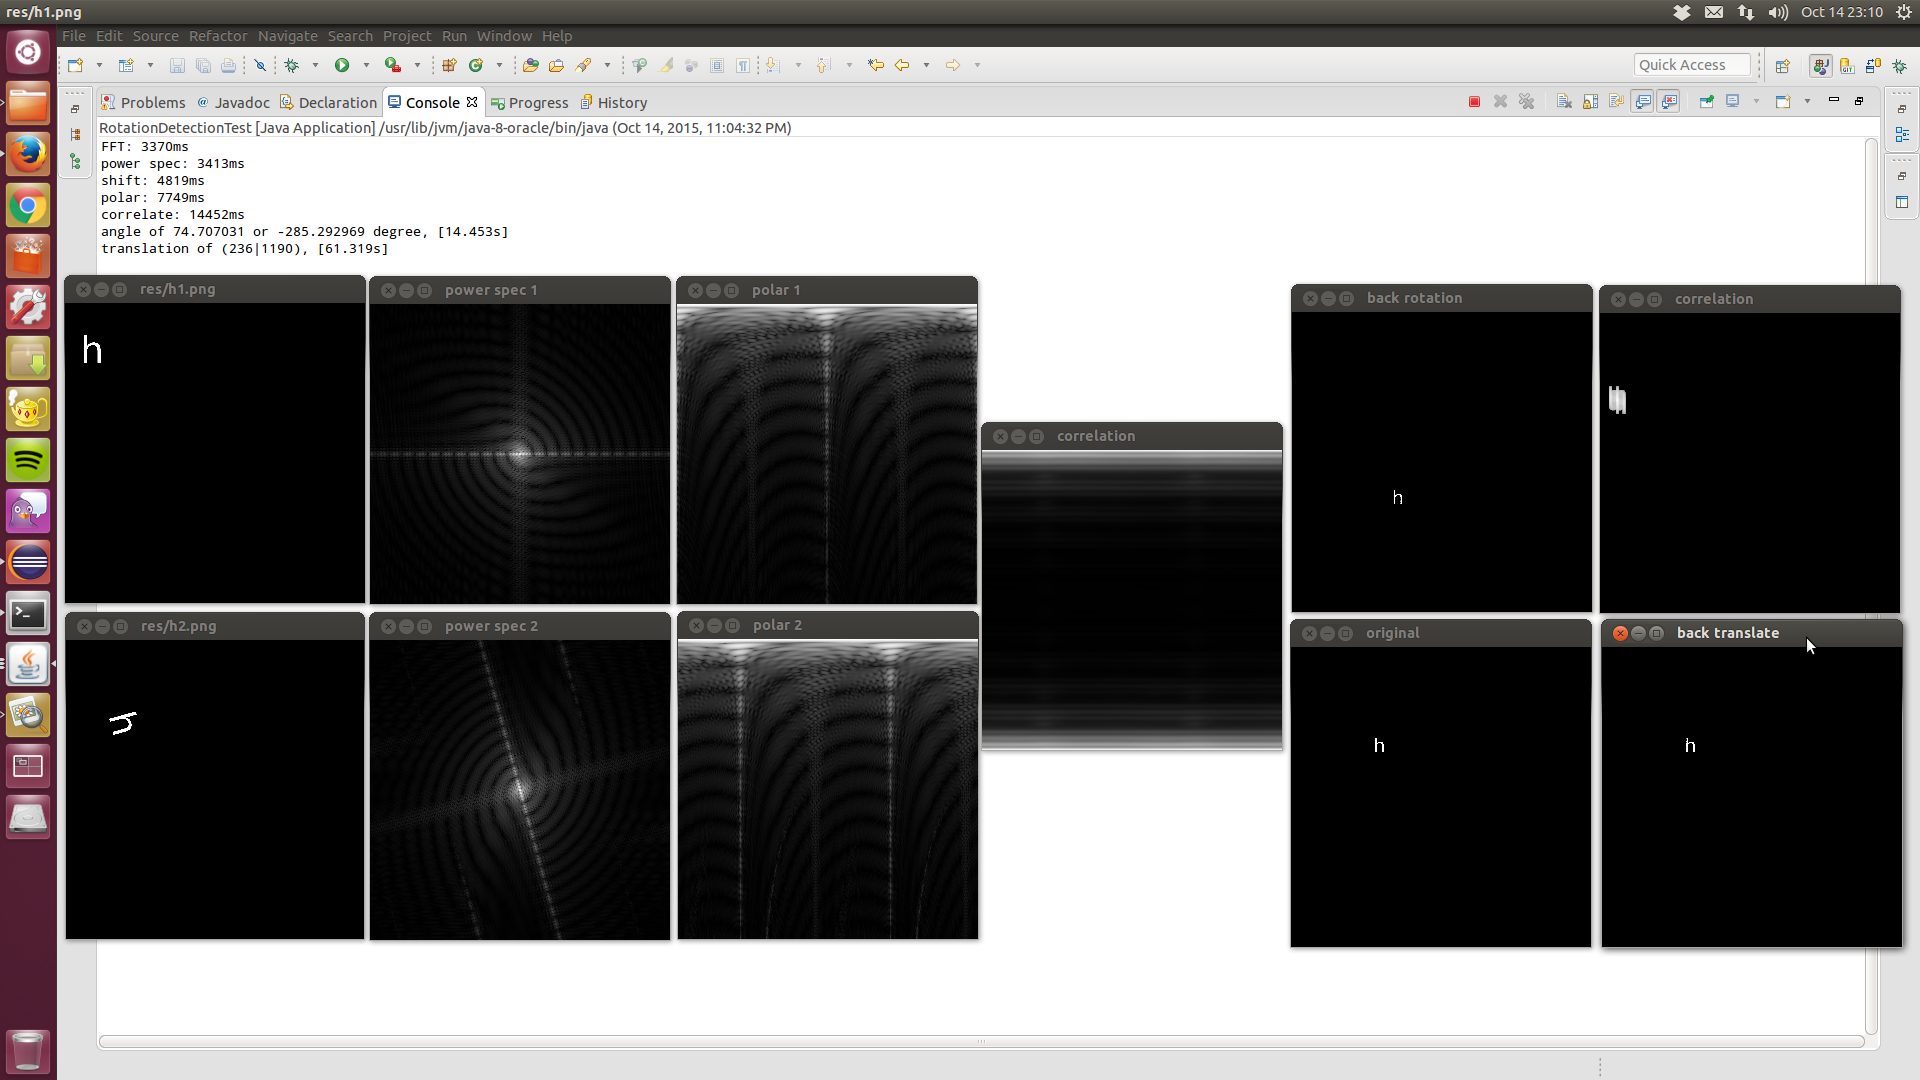 res/h1.png
Oct 14 23:10
File Edit Source Refactor Navigate Search Project Run Window Help
Quick Access
Problems @ Javadoc Declaration Console Progress History
RotationDetectionTest [Java Application] /usr/lib/jvm/java-8-oracle/bin/java (Oct 14, 2015, 11:04:32 PM)
FFT: 3370ms
power spec: 3413ms
shift: 4819ms
polar: 7749ms
correlate: 14452ms
angle of 74.707031 or -285.292969 degree, [14.453s]
translation of (236|1190), [61.319s]
res/h1.png
h
power spec 1
polar 1
correlation
back rotation
h
correlation
res/h2.png
h
power spec 2
polar 2
original
h
back translate
h